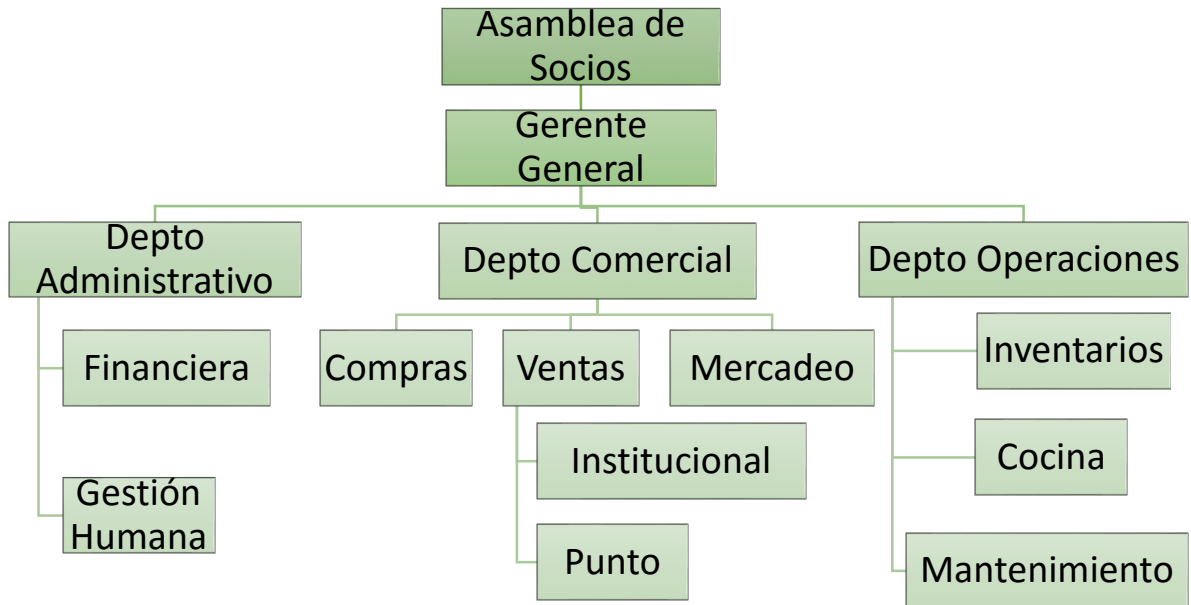 Asamblea de
Socios
Gerente
General
Depto
Administrativo
Depto Comercial
Depto Operaciones
Financiera
Gestión
Humana
Compras
Ventas
Mercadeo
Institucional
Punto
Inventarios
Cocina
Mantenimiento